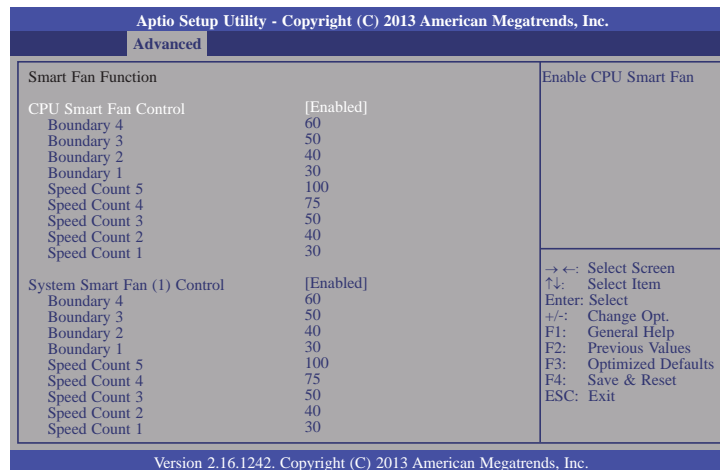 Aptio Setup Utility - Copyright (C) 2013 American Megatrends, Inc.
Advanced
Smart Fan Function
CPU Smart Fan Control [Enabled]
Boundary 4 60
Boundary 3 50
Boundary 2 40
Boundary 1 30
Speed Count 5 100
Speed Count 4 75
Speed Count 3 50
Speed Count 2 40
Speed Count 1 30
System Smart Fan (1) Control [Enabled]
Boundary 4 60
Boundary 3 50
Boundary 2 40
Boundary 1 30
Speed Count 5 100
Speed Count 4 75
Speed Count 3 50
Speed Count 2 40
Speed Count 1 30
Enable CPU Smart Fan
→ ←: Select Screen
↑↓: Select Item
Enter: Select
+/-: Change Opt.
F1: General Help
F2: Previous Values
F3: Optimized Defaults
F4: Save & Reset
ESC: Exit
Version 2.16.1242. Copyright (C) 2013 American Megatrends, Inc.